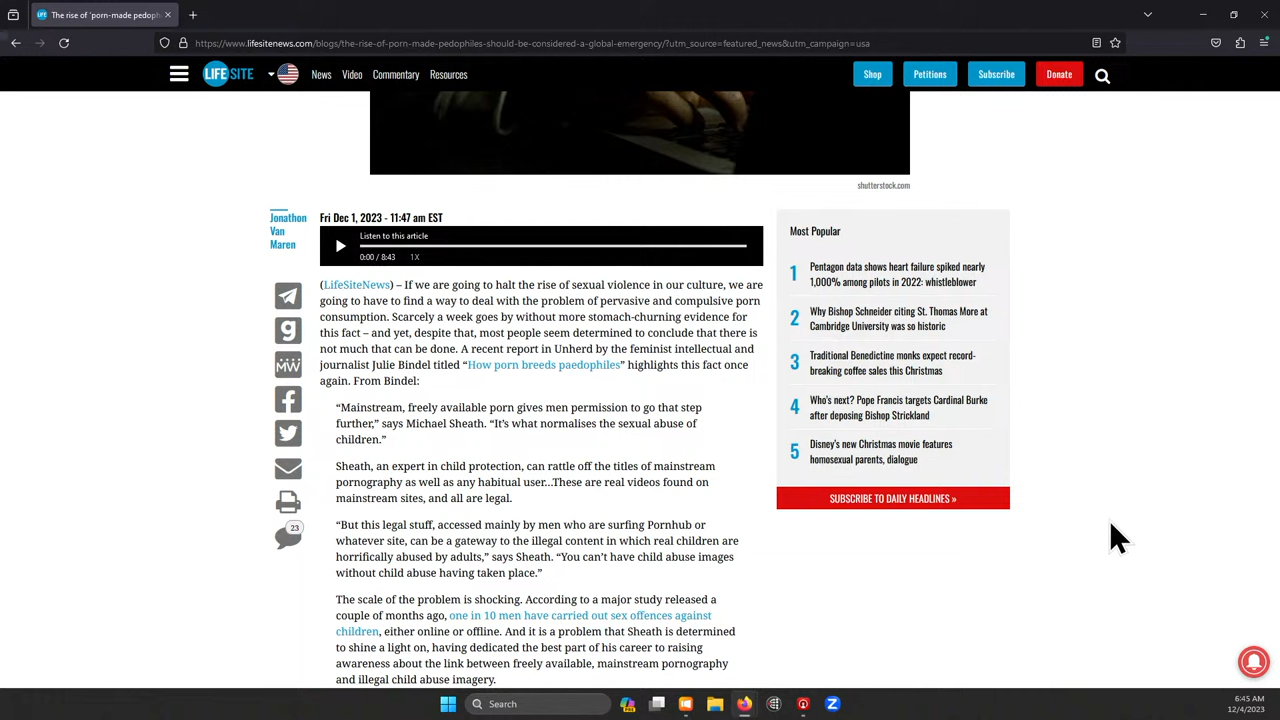 The rise of 'porn-made pedoph
https://www.lifesitenews.com/blogs/the-rise-of-porn-made-pedophiles-should-be-considered-a-global-emergency/?utm_source=featured_news&utm_campaign=usa
LIFE SITE News Video Commentary Resources Shop Petitions Subscribe Donate
shutterstock.com
Jonathon
Van
Maren
Fri Dec 1, 2023 - 11:47 am EST
Listen to this article
0:00 / 8:43 1X
(LifeSiteNews) – If we are going to halt the rise of sexual violence in our culture, we are
going to have to find a way to deal with the problem of pervasive and compulsive porn
consumption. Scarcely a week goes by without more stomach-churning evidence for
this fact – and yet, despite that, most people seem determined to conclude that there is
not much that can be done. A recent report in Unherd by the feminist intellectual and
journalist Julie Bindel titled “How porn breeds paedophiles” highlights this fact once
again. From Bindel:
“Mainstream, freely available porn gives men permission to go that step
further,” says Michael Sheath. “It’s what normalises the sexual abuse of
children.”
Sheath, an expert in child protection, can rattle off the titles of mainstream
pornography as well as any habitual user…These are real videos found on
mainstream sites, and all are legal.
“But this legal stuff, accessed mainly by men who are surfing Pornhub or
whatever site, can be a gateway to the illegal content in which real children are
horrifically abused by adults,” says Sheath. “You can’t have child abuse images
without child abuse having taken place.”
The scale of the problem is shocking. According to a major study released a
couple of months ago, one in 10 men have carried out sex offences against
children, either online or offline. And it is a problem that Sheath is determined
to shine a light on, having dedicated the best part of his career to raising
awareness about the link between freely available, mainstream pornography
and illegal child abuse imagery.
g
MW
23
Most Popular
1 Pentagon data shows heart failure spiked nearly
1,000% among pilots in 2022: whistleblower
2 Why Bishop Schneider citing St. Thomas More at
Cambridge University was so historic
3 Traditional Benedictine monks expect record-
breaking coffee sales this Christmas
4 Who’s next? Pope Francis targets Cardinal Burke
after deposing Bishop Strickland
5 Disney’s new Christmas movie features
homosexual parents, dialogue
SUBSCRIBE TO DAILY HEADLINES »
Search
6:45 AM
12/4/2023